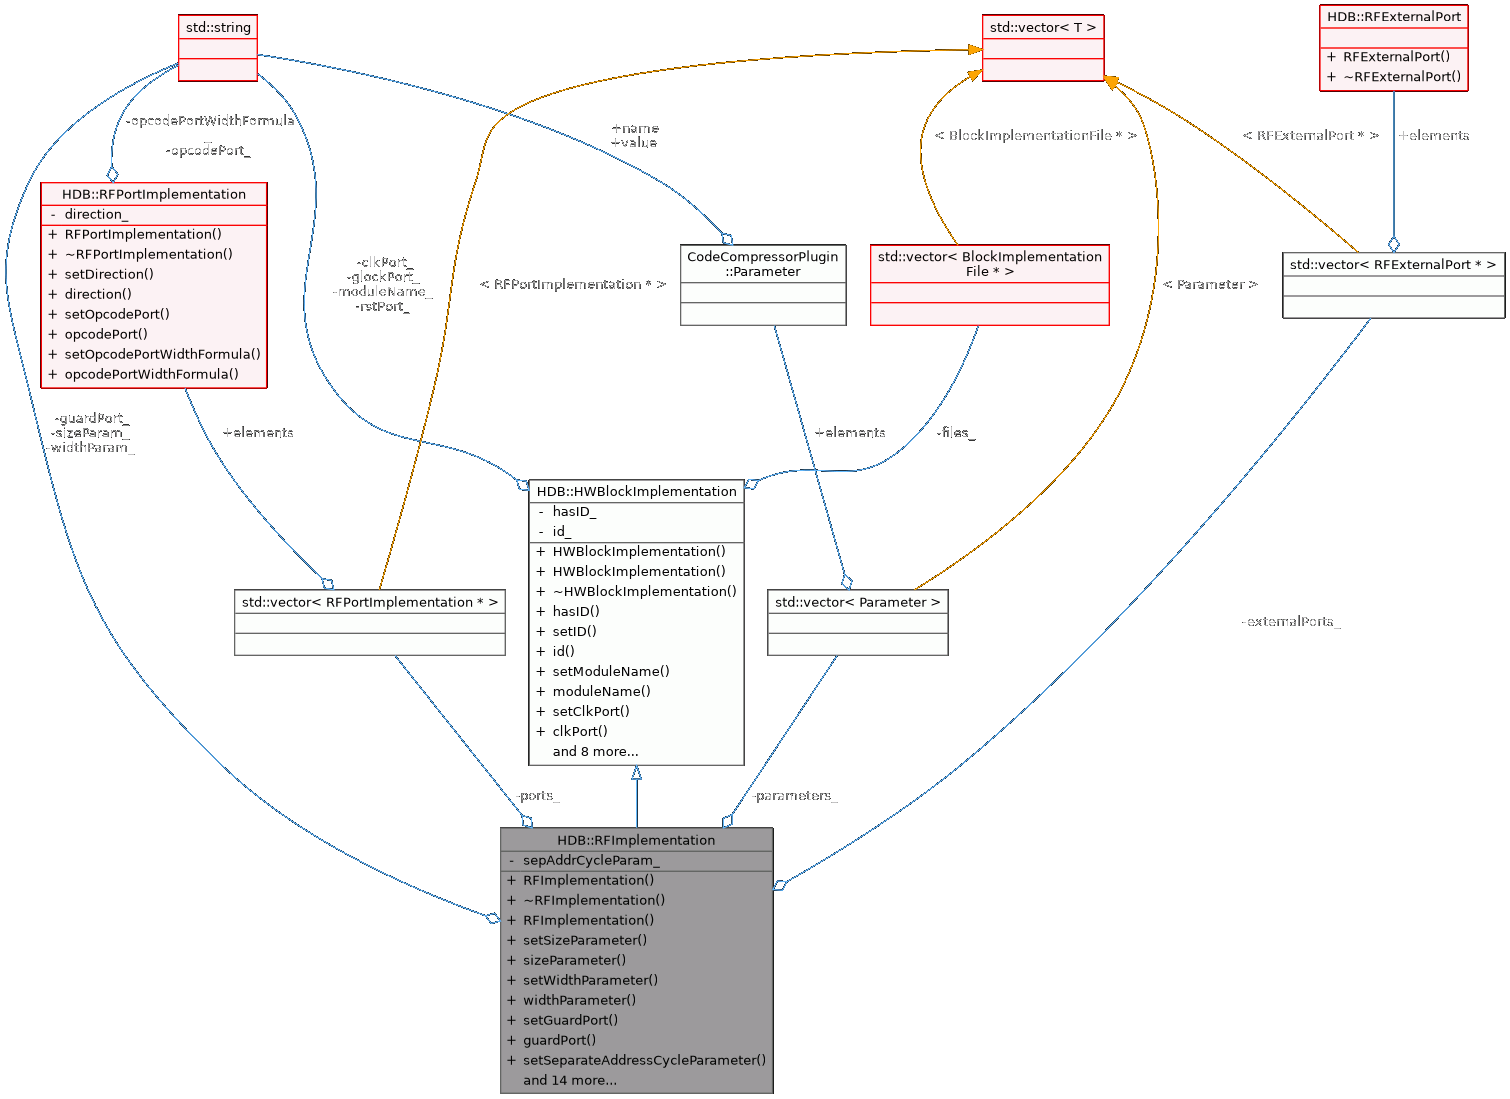 std::string
std::vector< T >
HDB::RFExternalPort
+ RFExternalPort()
+ ~RFExternalPort()
-opcodePortWidthFormula
_
-opcodePort_
+name
+value
< BlockImplementationFile * >
< RFExternalPort * >
+elements
HDB::RFPortImplementation
- direction_
+ RFPortImplementation()
+ ~RFPortImplementation()
+ setDirection()
+ direction()
+ setOpcodePort()
+ opcodePort()
+ setOpcodePortWidthFormula()
+ opcodePortWidthFormula()
-clkPort_
-glockPort_
-moduleName_
-rstPort_
< RFPortImplementation * >
CodeCompressorPlugin
::Parameter
std::vector< BlockImplementation
File * >
< Parameter >
std::vector< RFExternalPort * >
-guardPort_
-sizeParam_
-widthParam_
+elements
+elements
-files_
HDB::HWBlockImplementation
- hasID_
- id_
+ HWBlockImplementation()
+ HWBlockImplementation()
+ ~HWBlockImplementation()
+ hasID()
+ setID()
+ id()
+ setModuleName()
+ moduleName()
+ setClkPort()
+ clkPort()
and 8 more...
std::vector< RFPortImplementation * >
std::vector< Parameter >
-externalPorts_
-ports_
-parameters_
HDB::RFImplementation
- sepAddrCycleParam_
+ RFImplementation()
+ ~RFImplementation()
+ RFImplementation()
+ setSizeParameter()
+ sizeParameter()
+ setWidthParameter()
+ widthParameter()
+ setGuardPort()
+ guardPort()
+ setSeparateAddressCycleParameter()
and 14 more...